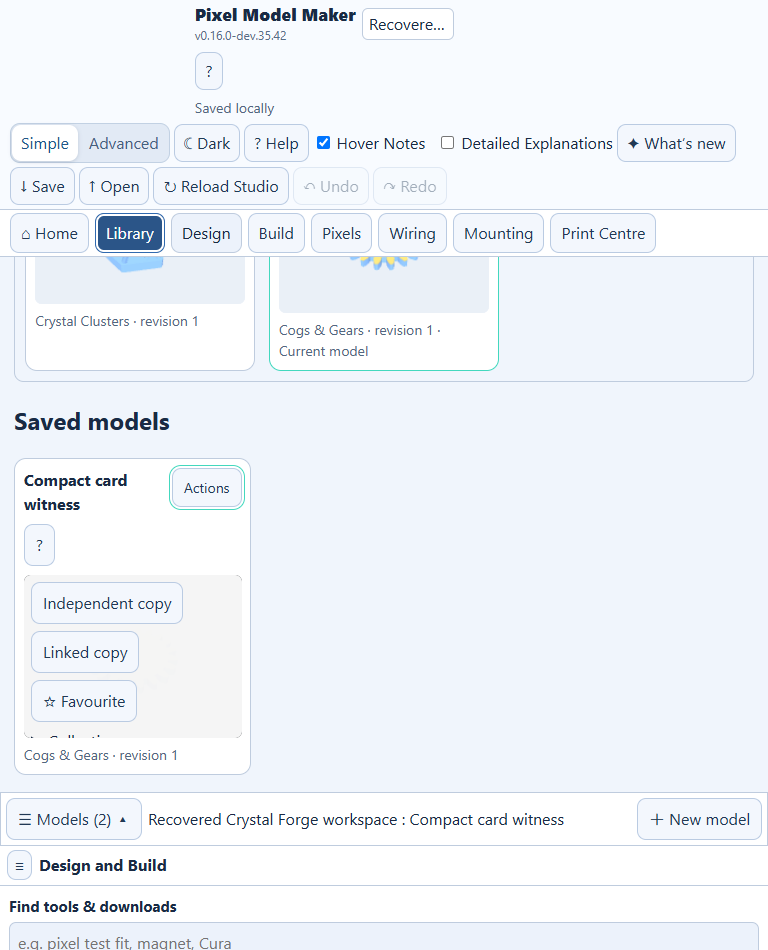 Pixel Model Maker
v0.16.0-dev.35.42
Recovere...
?
Saved locally
Simple Advanced ☾ Dark ? Help Hover Notes Detailed Explanations ✦ What's new
↓ Save ↑ Open ↻ Reload Studio ↶ Undo ↷ Redo
⌂ Home Library Design Build Pixels Wiring Mounting Print Centre
Crystal Clusters · revision 1
Cogs & Gears · revision 1 ·
Current model
Saved models
Compact card
witness
Actions
?
Independent copy
Linked copy
☆ Favourite
Cogs & Gears · revision 1
☰ Models (2) ▲ Recovered Crystal Forge workspace : Compact card witness + New model
≡ Design and Build
Find tools & downloads
e.g. pixel test fit, magnet, Cura